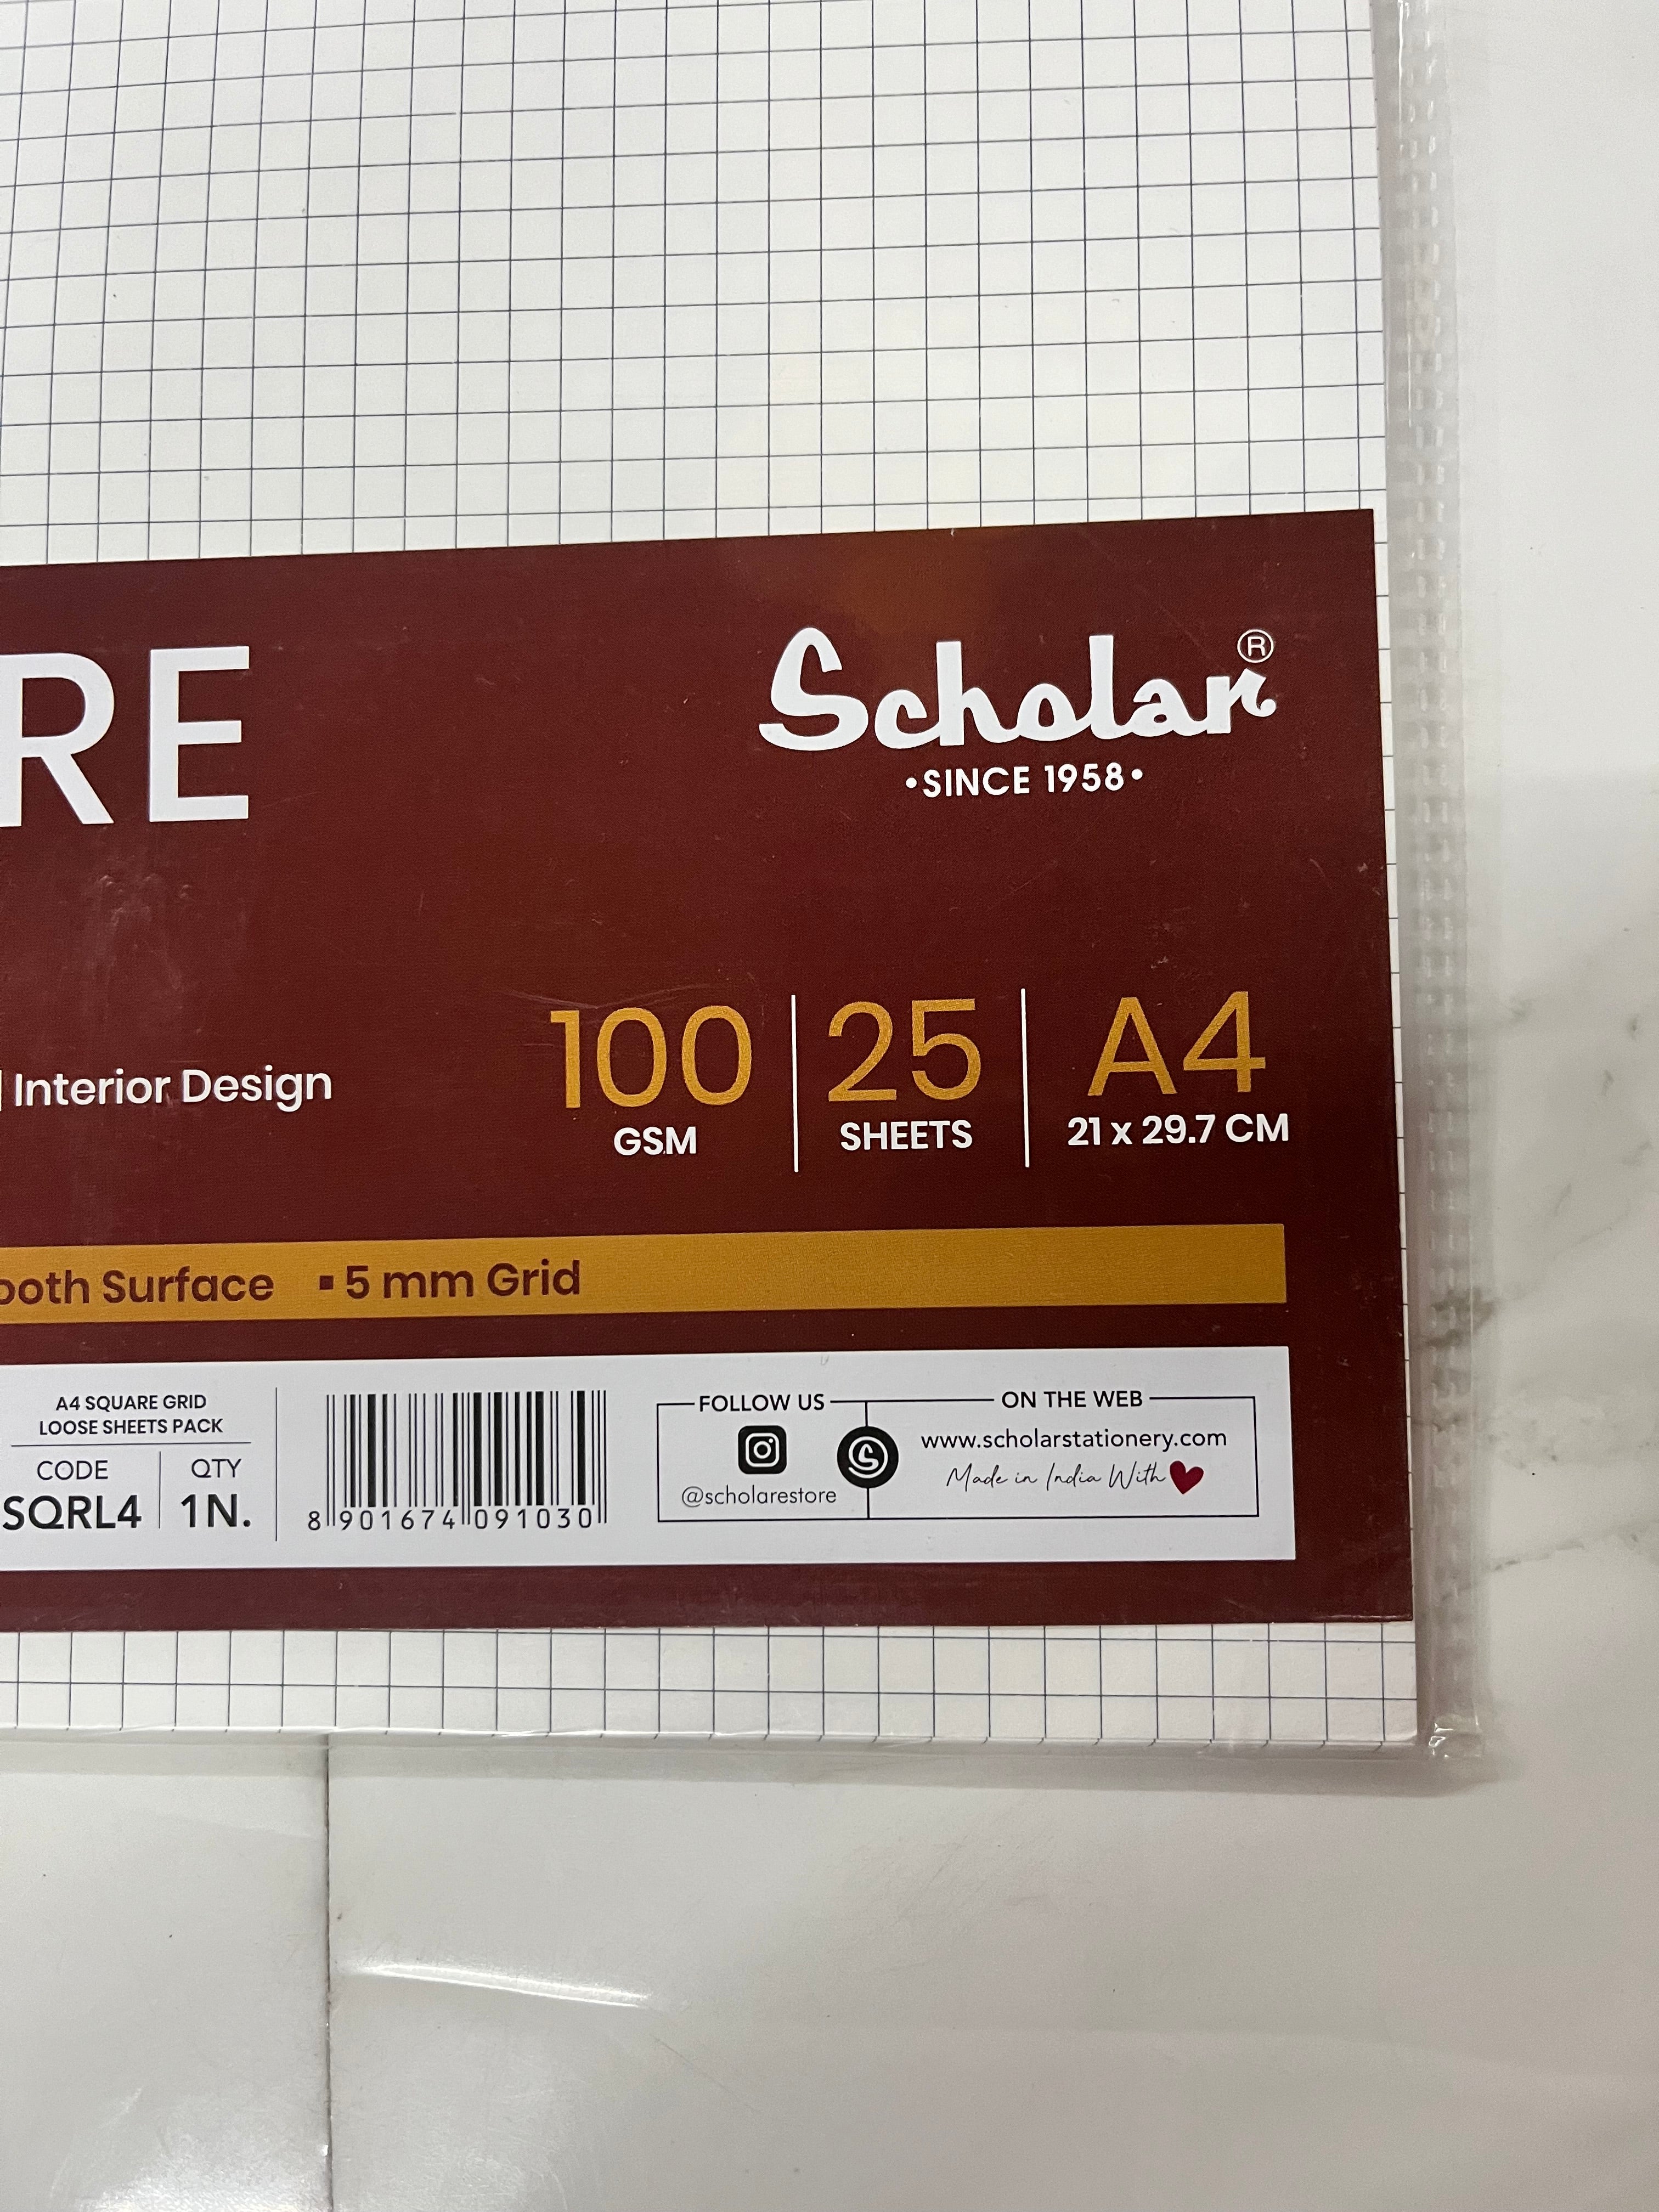 RE
Scholar®
•SINCE 1958•
| Interior Design
100 | 25 | A4
GSM SHEETS 21 x 29.7 CM
Surface ▪ 5 mm Grid
A4 SQUARE GRID
LOOSE SHEETS PACK
CODE QTY
SQRL4 1N.
8 901674 091030
FOLLOW US
@scholarestore
ON THE WEB
www.scholarstationery.com
Made in India With